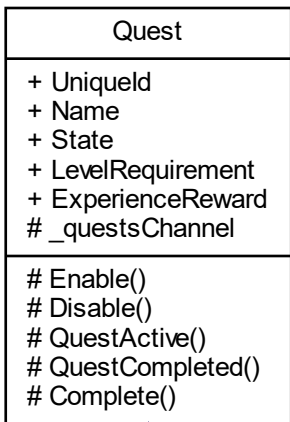 Quest
+ UniqueId
+ Name
+ State
+ LevelRequirement
+ ExperienceReward
# _questsChannel
# Enable()
# Disable()
# QuestActive()
# QuestCompleted()
# Complete()